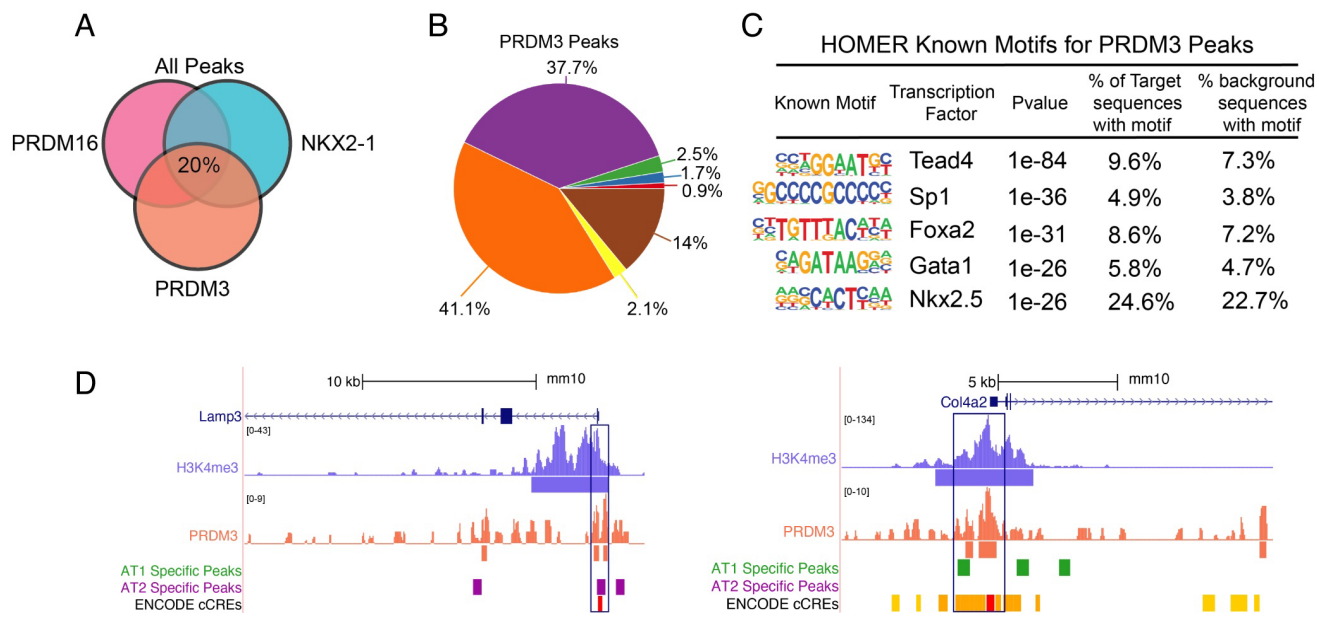 A
All Peaks
PRDM16
NKX2-1
20%
PRDM3
B
PRDM3 Peaks
37.7%
2.5%
1.7%
0.9%
14%
2.1%
41.1%
C
HOMER Known Motifs for PRDM3 Peaks
Known Motif
Transcription
Factor
Pvalue
% of Target
sequences
with motif
% background
sequences
with motif
GGAAT Tead4 1e-84 9.6% 7.3%
GGCCCCGCCCCC Sp1 1e-36 4.9% 3.8%
TGTTTAC Foxa2 1e-31 8.6% 7.2%
AGATAAG Gata1 1e-26 5.8% 4.7%
CACT Nkx2.5 1e-26 24.6% 22.7%
D
10 kb mm10
Lamp3
[0-43]
H3K4me3
[0-9]
PRDM3
AT1 Specific Peaks
AT2 Specific Peaks
ENCODE cCREs
5 kb mm10
Col4a2
[0-134]
H3K4me3
[0-10]
PRDM3
AT1 Specific Peaks
AT2 Specific Peaks
ENCODE cCREs